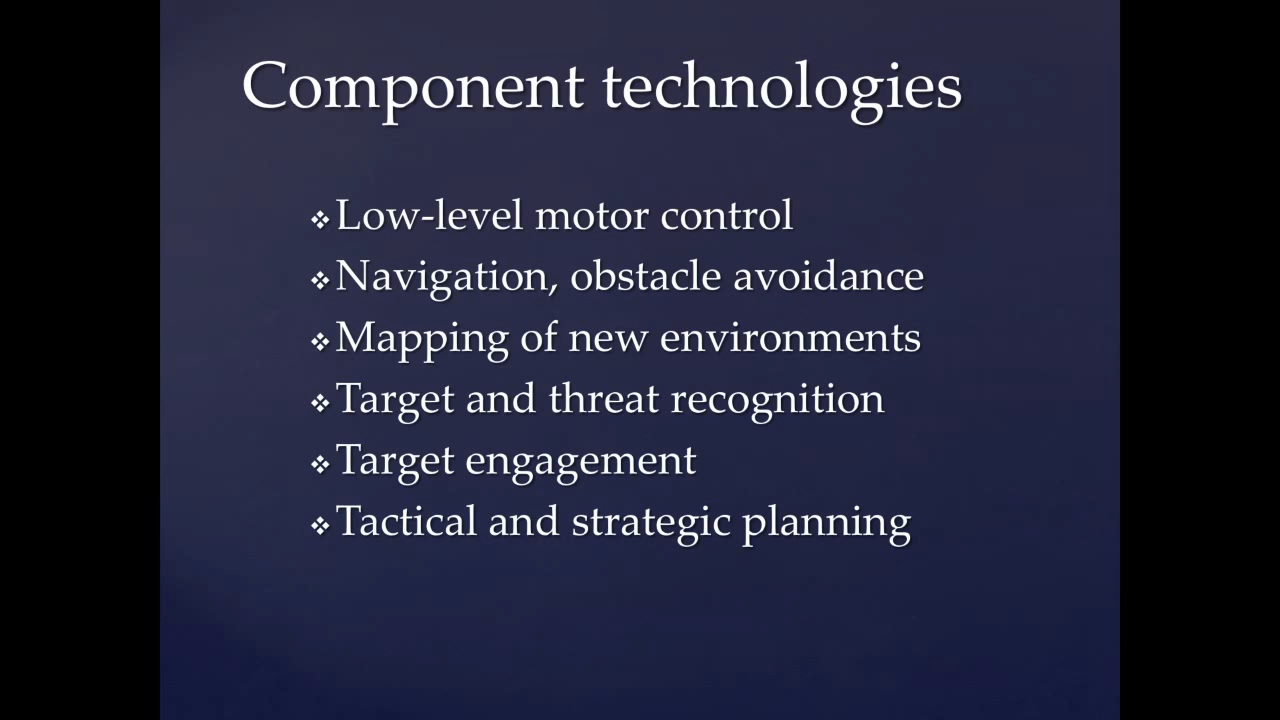 Component technologies
❖Low-level motor control
❖Navigation, obstacle avoidance
❖Mapping of new environments
❖Target and threat recognition
❖Target engagement
❖Tactical and strategic planning